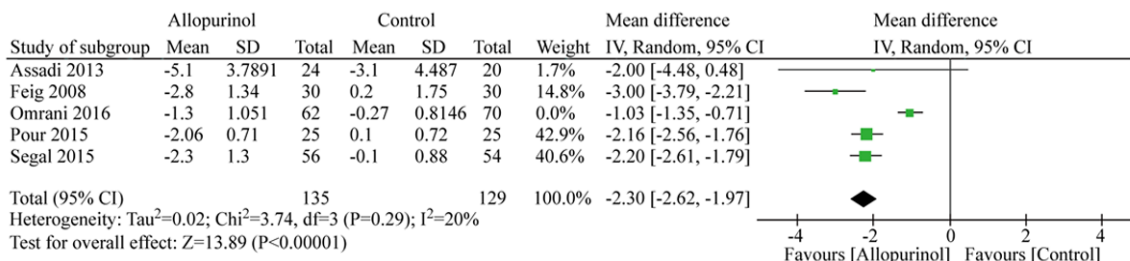 Allopurinol Control Mean difference Mean difference
Study of subgroup Mean SD Total Mean SD Total Weight IV, Random, 95% CI IV, Random, 95% CI
Assadi 2013 -5.1 3.7891 24 -3.1 4.487 20 1.7% -2.00 [-4.48, 0.48]
Feig 2008 -2.8 1.34 30 0.2 1.75 30 14.8% -3.00 [-3.79, -2.21]
Omrani 2016 -1.3 1.051 62 -0.27 0.8146 70 0.0% -1.03 [-1.35, -0.71]
Pour 2015 -2.06 0.71 25 0.1 0.72 25 42.9% -2.16 [-2.56, -1.76]
Segal 2015 -2.3 1.3 56 -0.1 0.88 54 40.6% -2.20 [-2.61, -1.79]
Total (95% CI) 135 129 100.0% -2.30 [-2.62, -1.97]
Heterogeneity: Tau²=0.02; Chi²=3.74, df=3 (P=0.29); I²=20%
Test for overall effect: Z=13.89 (P<0.00001)
-4 -2 0 2 4
Favours [Allopurinol] Favours [Control]